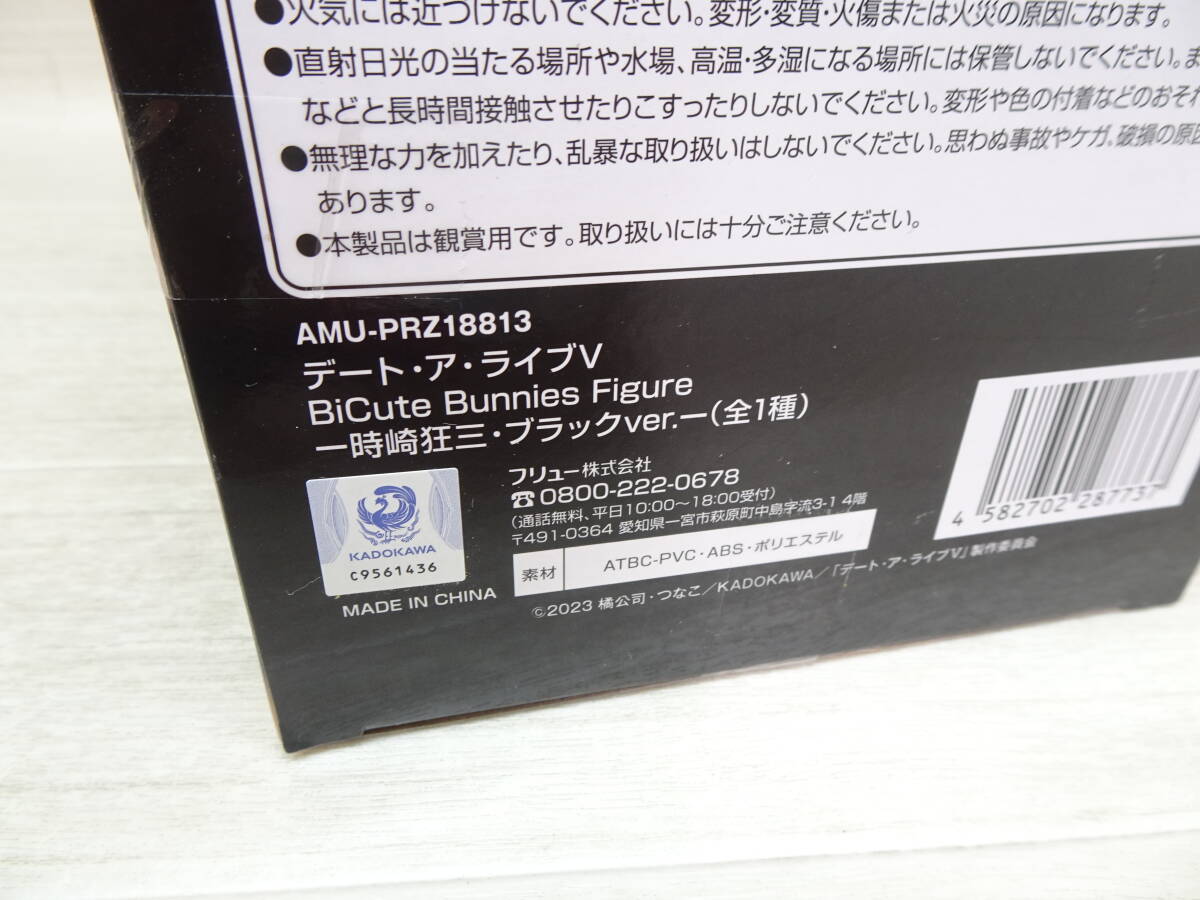 ●火気には近づけないでください。変形・変質・火傷または火災の原因になります。
●直射日光の当たる場所や水場、高温・多湿になる場所には保管しないでください。ま
などと長時間接触させたりこすったりしないでください。変形や色の付着などのおそれ
●無理な力を加えたり、乱暴な取り扱いはしないでください。思わぬ事故やケガ、破損の原因
あります。
●本製品は観賞用です。取り扱いには十分ご注意ください。
AMU-PRZ18813
デート・ア・ライブV
BiCute Bunnies Figure
ー時崎狂三・ブラックver.ー(全1種)
フリュー株式会社
☎0800-222-0678
(通話無料、平日10:00〜18:00受付)
〒491-0364 愛知県一宮市萩原町中島字流3-1 4階
素材 ATBC-PVC・ABS・ポリエステル
KADOKAWA
C9561436
MADE IN CHINA
©2023 橘公司・つなこ/KADOKAWA/「デート・ア・ライブV」製作委員会
4 582702 287737